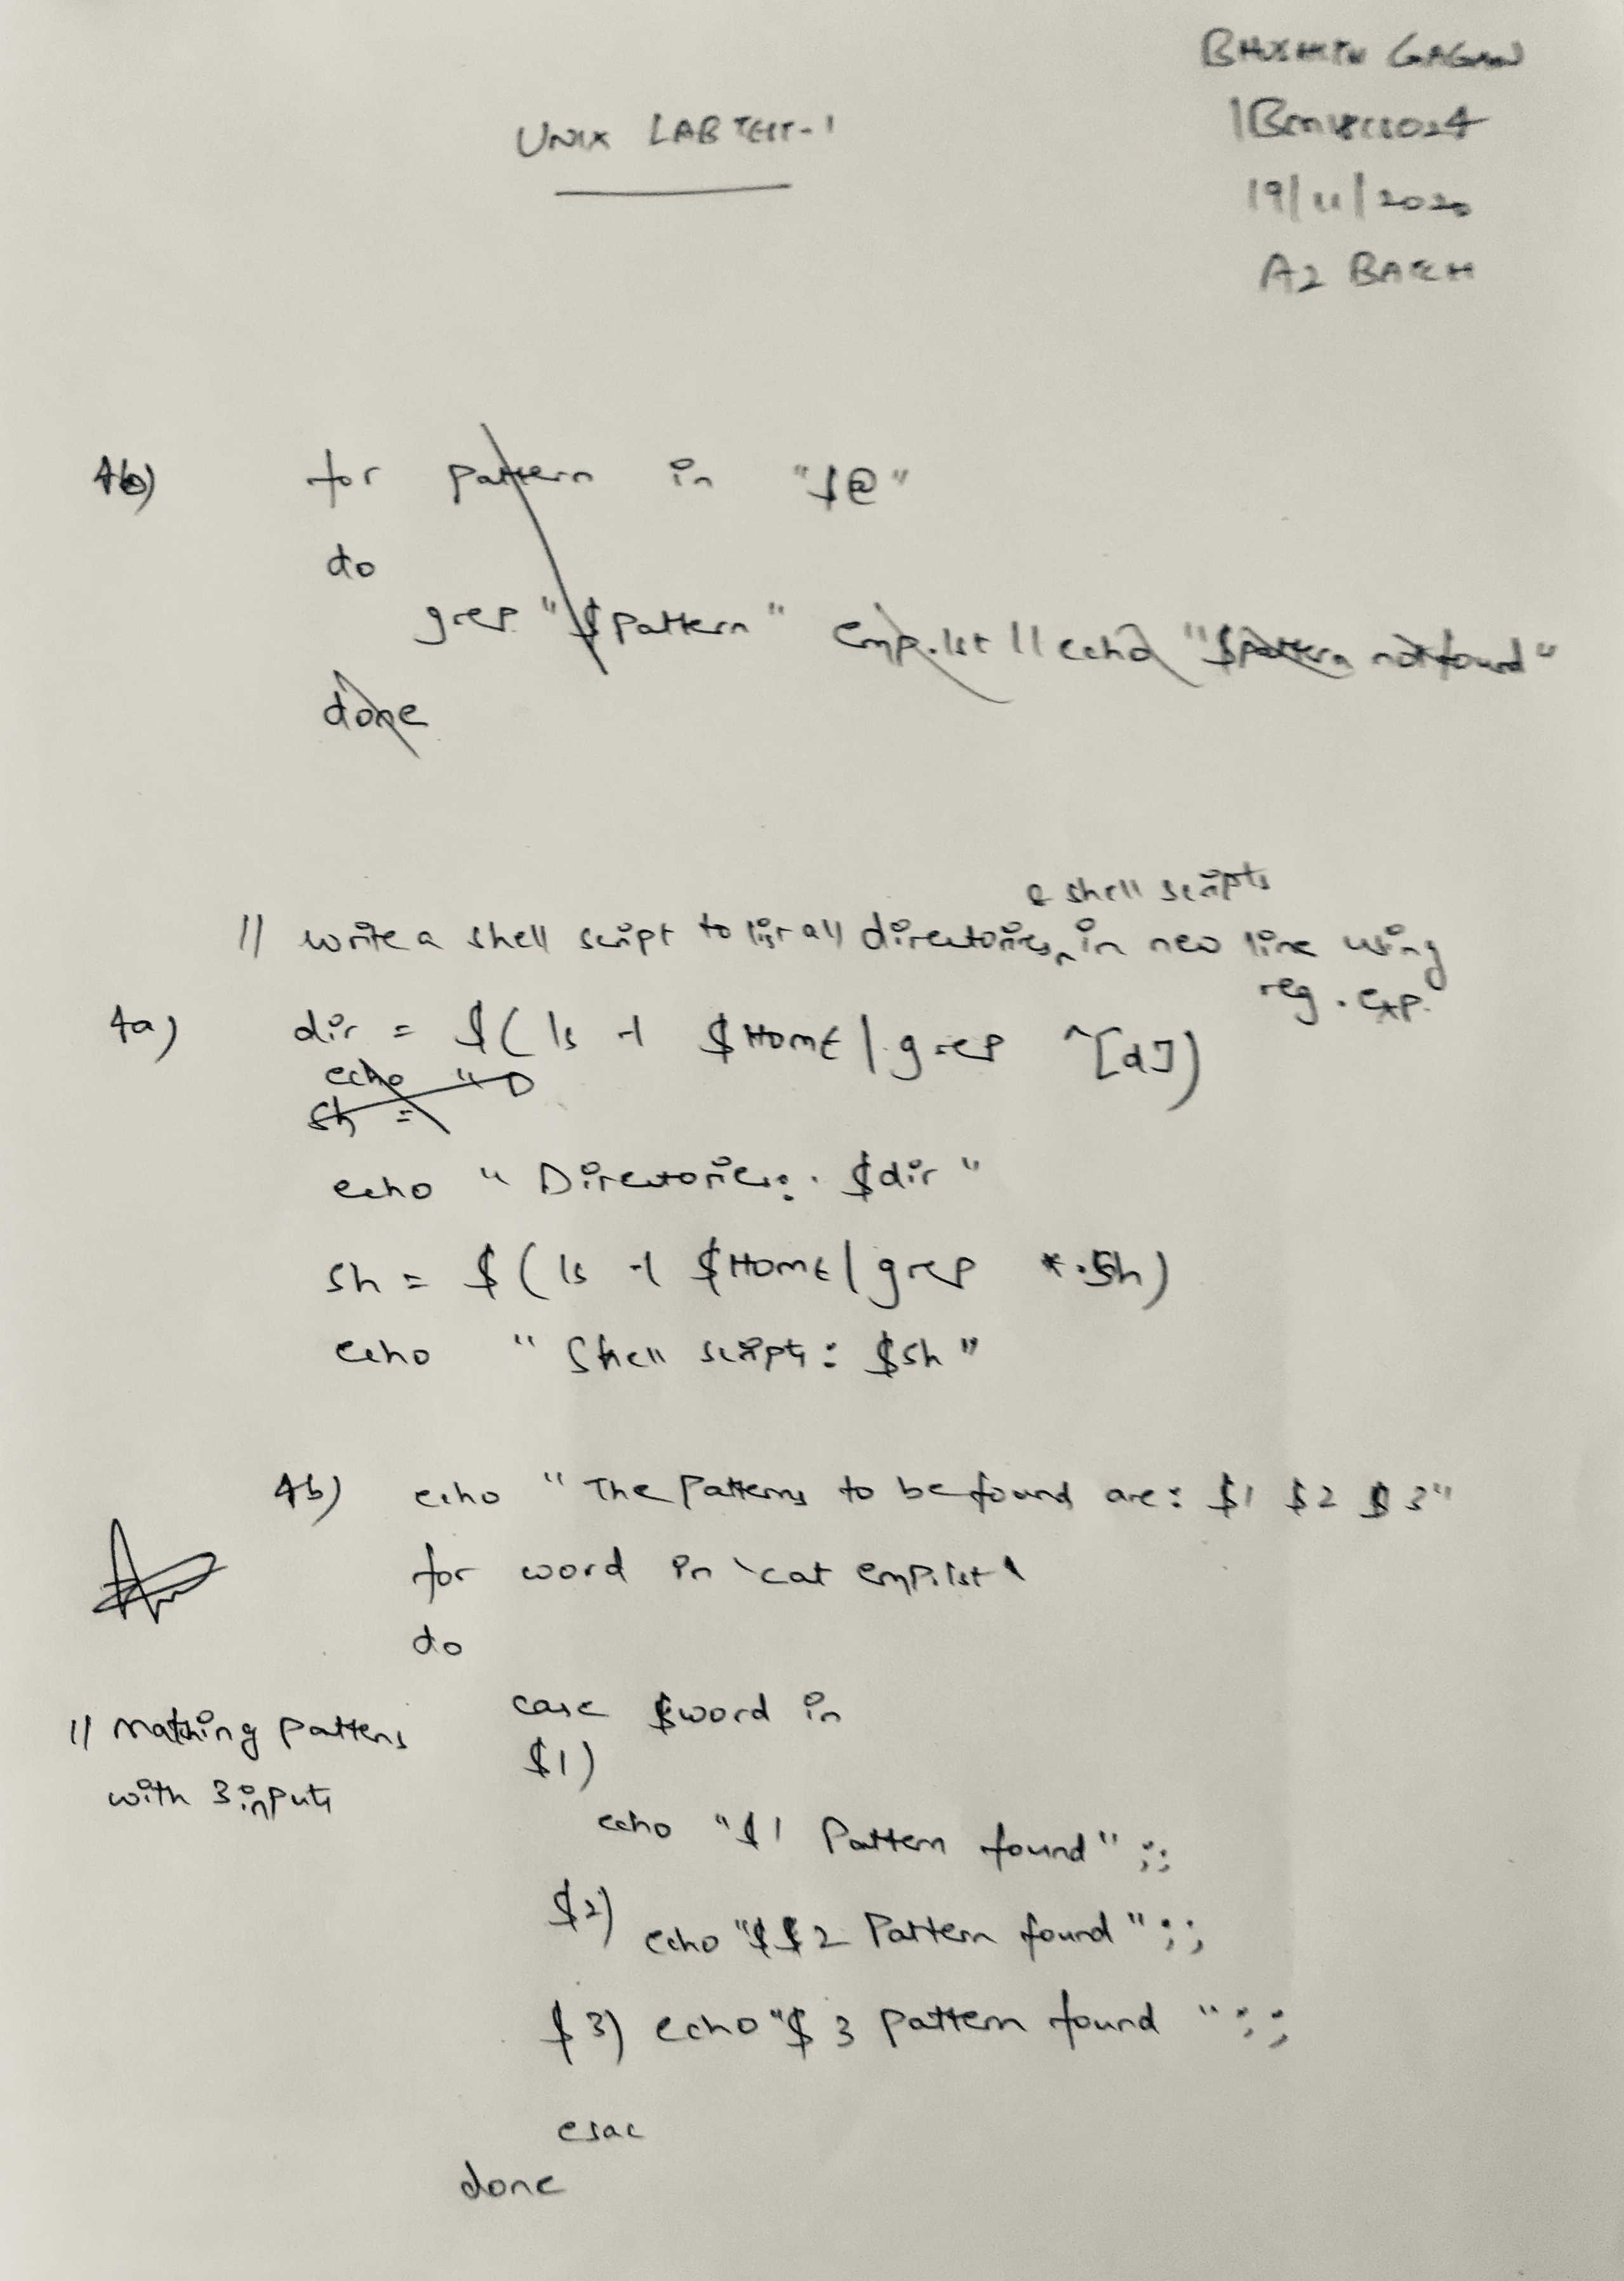 UNIX LAB TEST-1
GAGAN
19/11/2020
A2 BATCH
4b) for pattern in "$@"
do
grep "$pattern" emp.lst || echo "$pattern not found"
done
& shell scripts
// write a shell script to list all directories in new line using
reg. exp.
4a) dir = $( ls -l $HOME | grep ^[d])
echo "D
sh =
echo "Directories: $dir"
sh = $( ls -l $HOME | grep *.sh)
echo "Shell scripts: $sh"
4b) echo "The Patterns to be found are: $1 $2 $3"
for word in `cat emp.lst`
do
case $word in
// Matching pattens
$1)
with 3 inputs
echo "$1 Pattern found" ;;
$2)
echo "$$2 Pattern found" ;;
$3) echo "$3 pattern found " ;;
esac
done